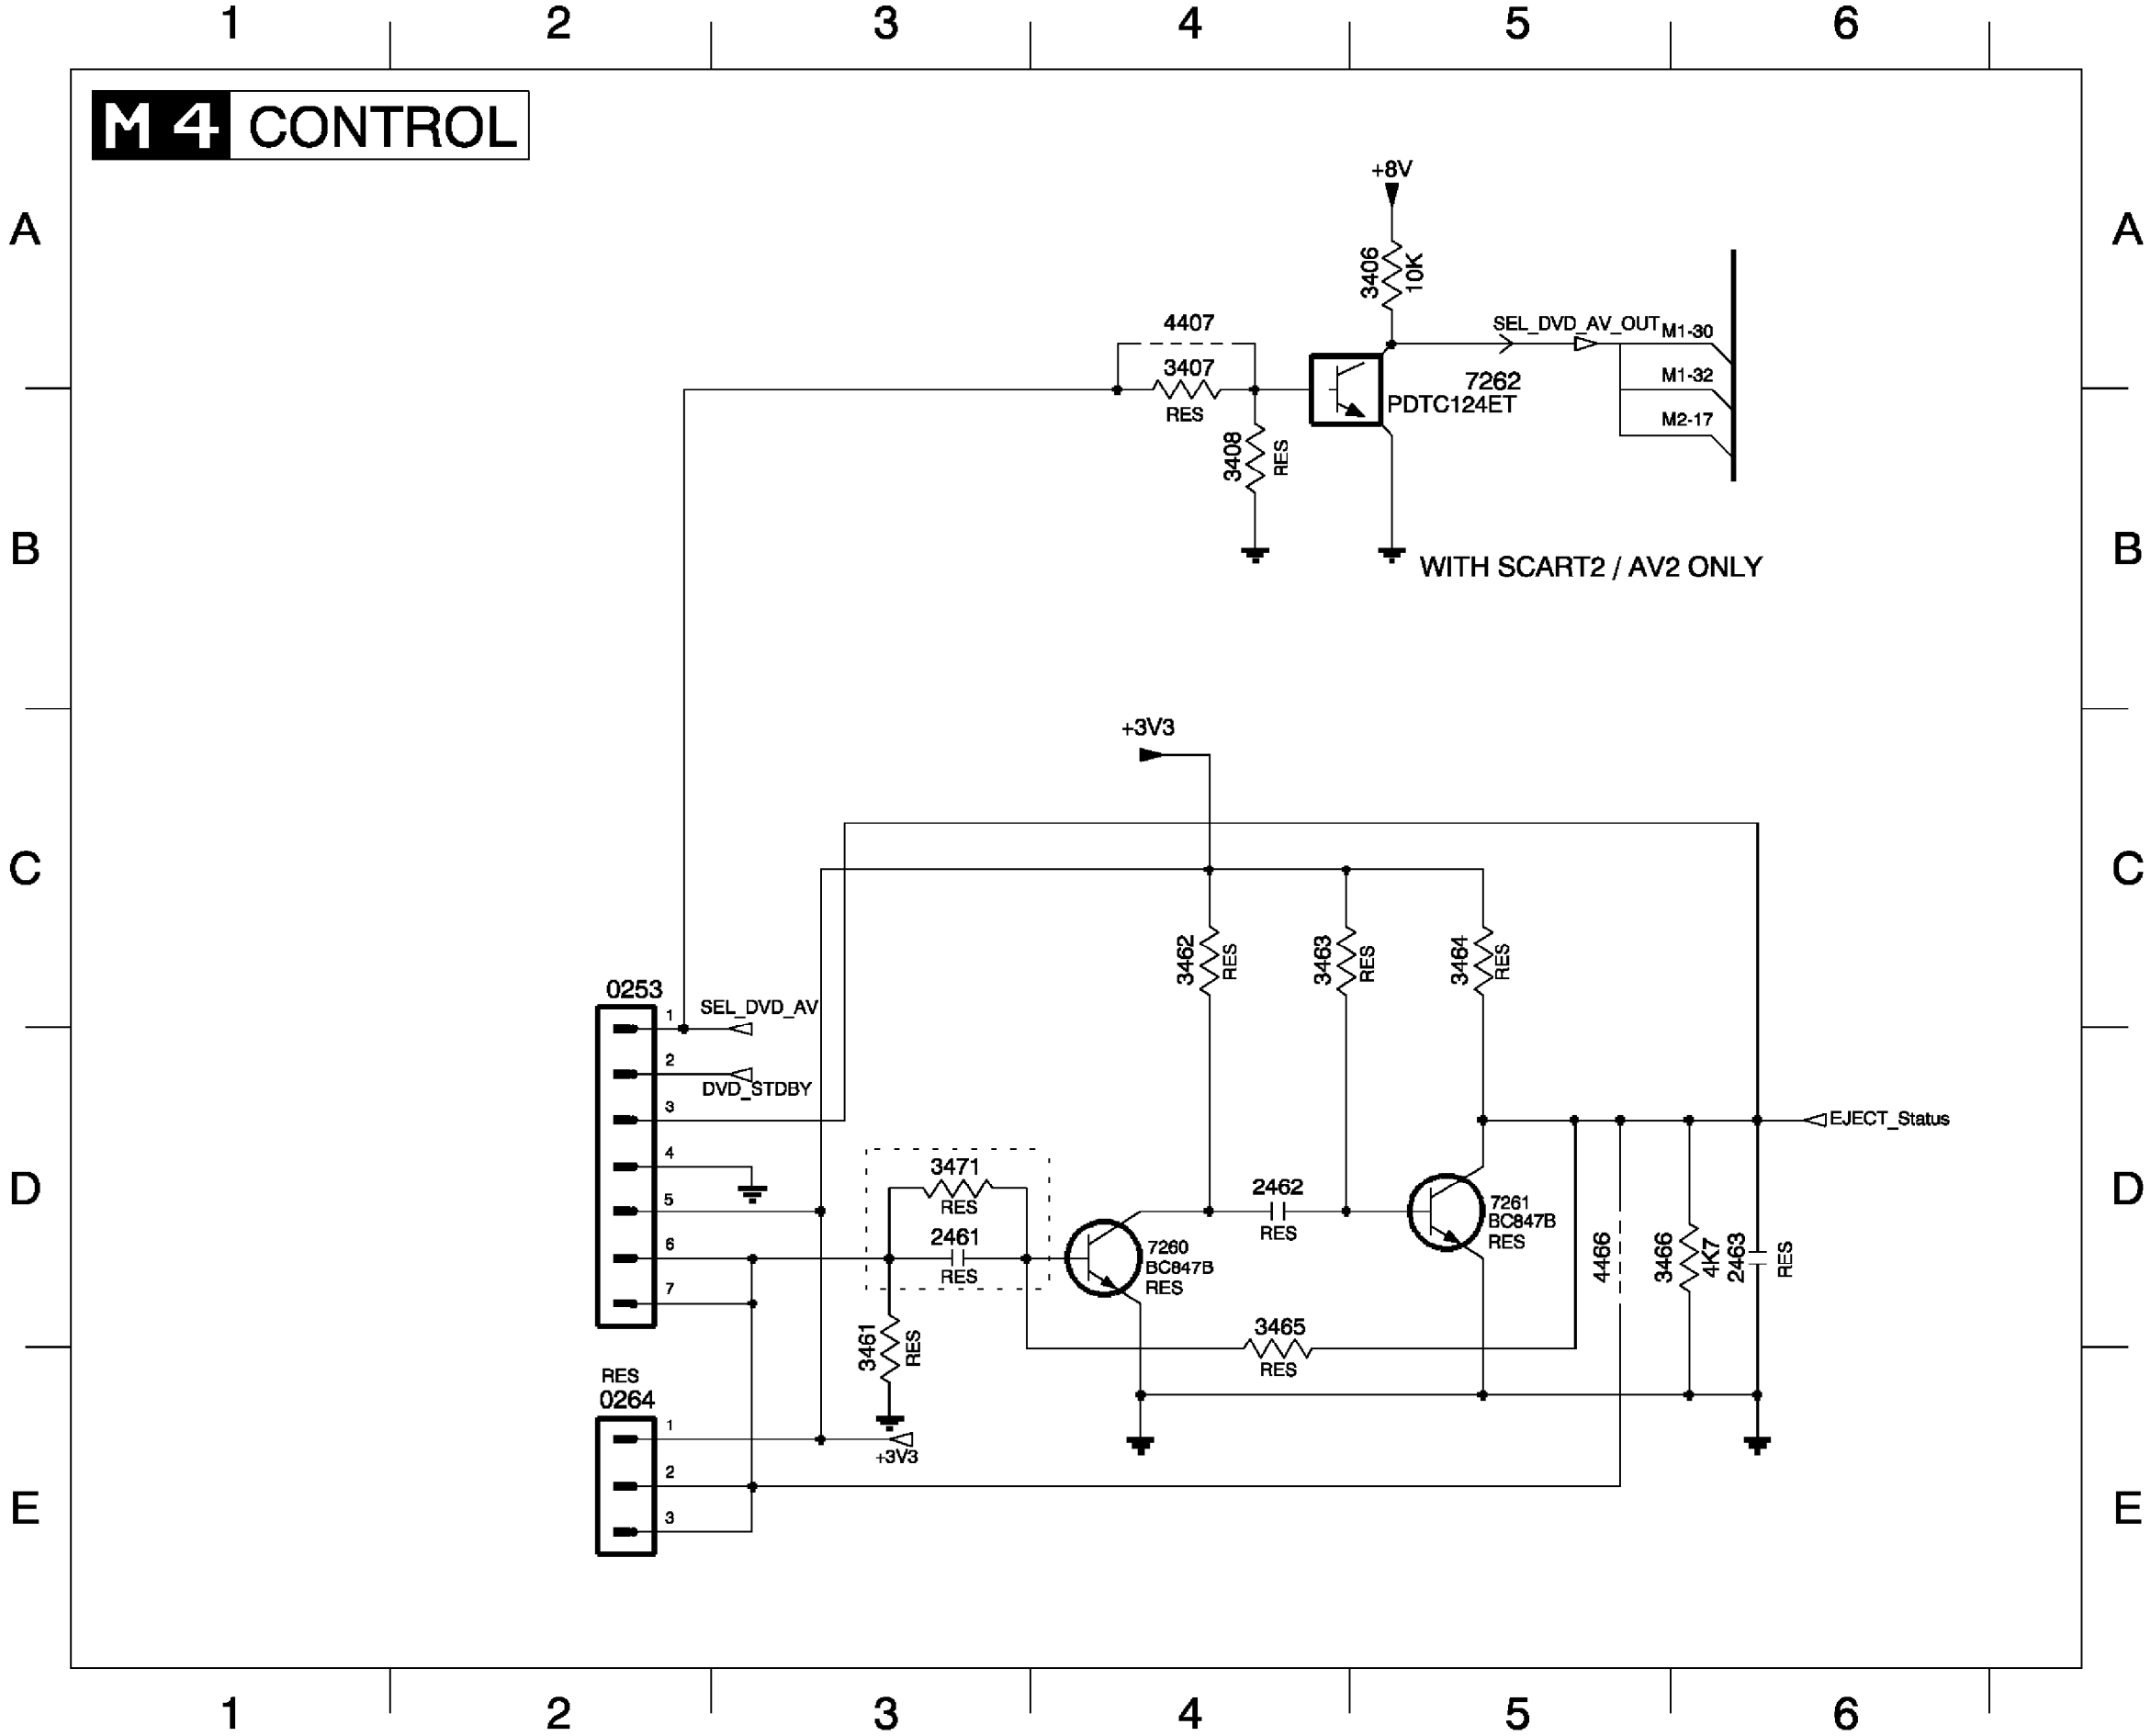 1 2 3 4 5 6
M 4 CONTROL
+8V
A A
3406
10K
4407
SEL_DVD_AV_OUT
M1-30
3407
7262
M1-32
RES
PDTC124ET
M2-17
3408
RES
B B
WITH SCART2 / AV2 ONLY
+3V3
C C
3462
RES
3463
RES
3464
RES
0253
1
SEL_DVD_AV
2
DVD_STDBY
3
EJECT_Status
4
D D
3471
RES
5
2462
RES
7261
BC847B
RES
6
2461
RES
7260
BC847B
RES
4466
3466
4K7
2463
RES
7
3461
RES
3465
RES
RES
0264
1
+3V3
2
E E
3
1 2 3 4 5 6